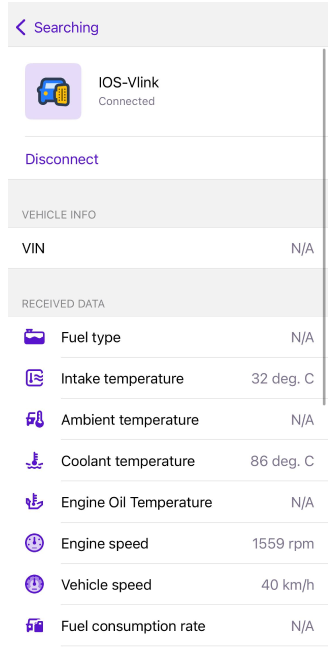 Searching
IOS-Vlink
Connected
Disconnect
VEHICLE INFO
VIN N/A
RECEIVED DATA
Fuel type N/A
Intake temperature 32 deg. C
Ambient temperature N/A
Coolant temperature 86 deg. C
Engine Oil Temperature N/A
Engine speed 1559 rpm
Vehicle speed 40 km/h
Fuel consumption rate N/A